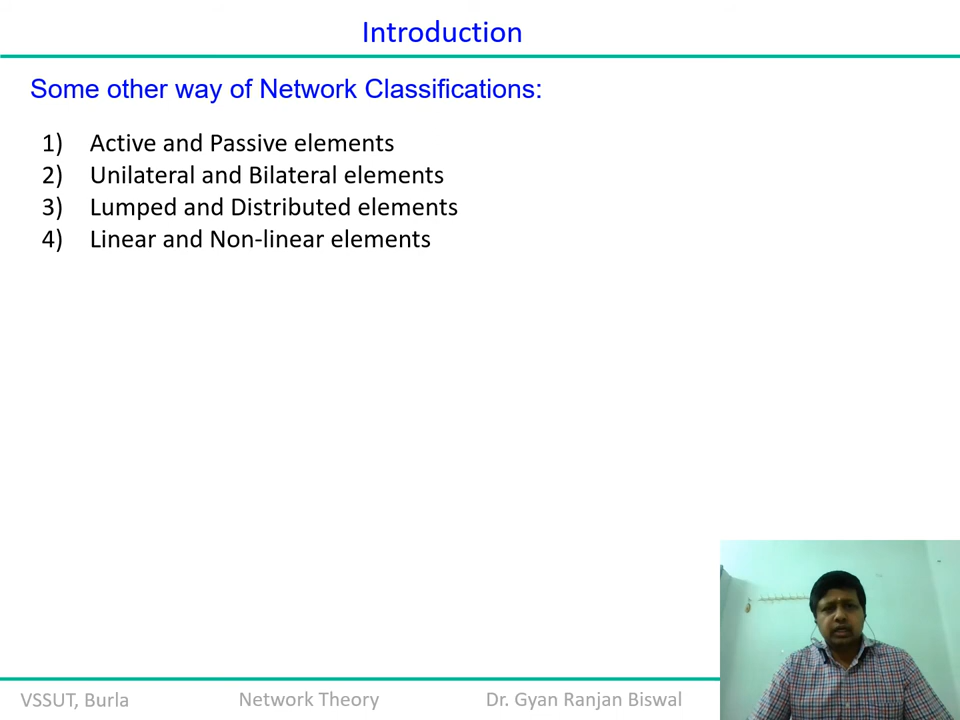 Introduction
Some other way of Network Classifications:
1) Active and Passive elements
2) Unilateral and Bilateral elements
3) Lumped and Distributed elements
4) Linear and Non-linear elements
VSSUT, Burla Network Theory Dr. Gyan Ranjan Biswal